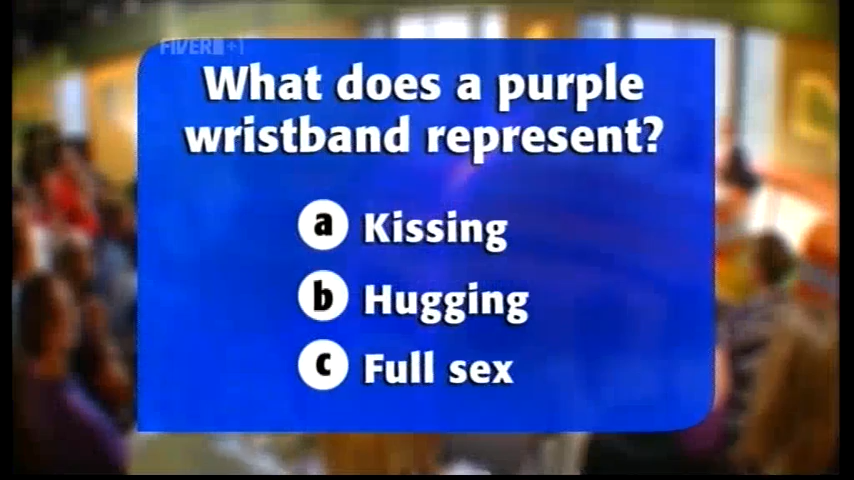 FIVER +1
What does a purple
wristband represent?
a Kissing
b Hugging
c Full sex